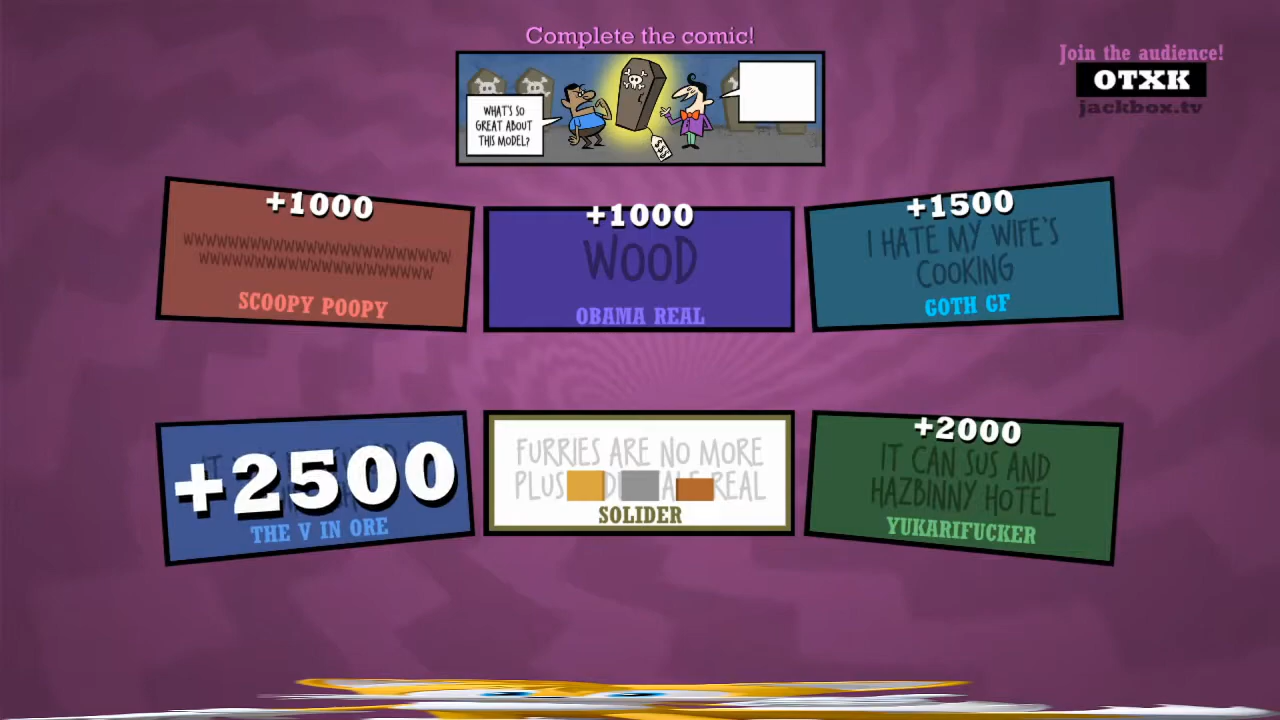 Complete the comic!
Join the audience!
OTXK
jackbox.tv
WHAT'S SO
GREAT ABOUT
THIS MODEL?
$$$
+1000
WWWWWWWWWWWWWWWWWWWWWWWW
WWWWWWWWWWWWWWWWWWWWW
SCOOPY POOPY
+1000
WOOD
OBAMA REAL
+1500
I HATE MY WIFE'S
COOKING
GOTH GF
+2500
THE V IN ORE
FURRIES ARE NO MORE
PLUS REAL
SOLIDER
+2000
IT CAN SUS AND
HAZBINNY HOTEL
YUKARIFUCKER